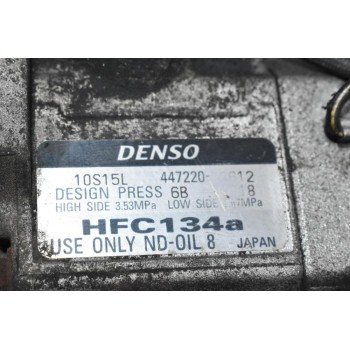 DENSO
10S15L 447220-
DESIGN PRESS 6B 8
HIGH SIDE 3.53MPa LOW SIDE
HFC134a
USE ONLY ND-OIL 8 JAPAN